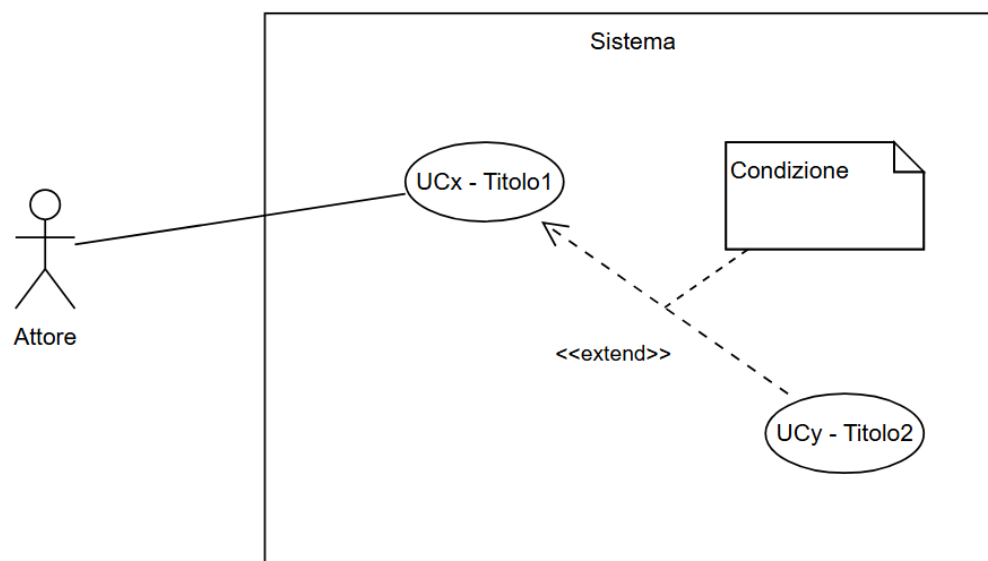 Sistema
UCx - Titolo1
Condizione
Attore
<<extend>>
UCy - Titolo2